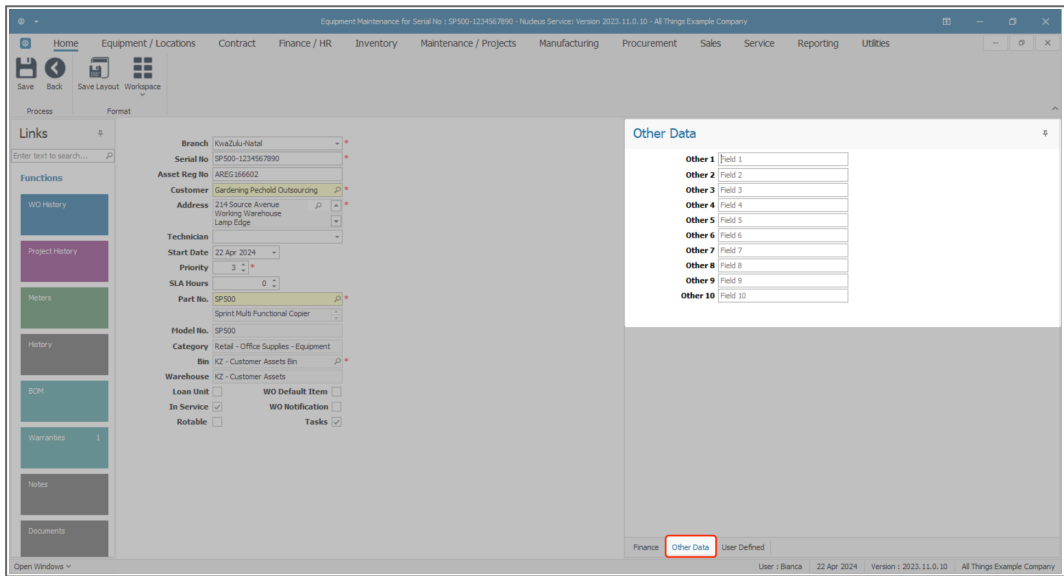 Equipment Maintenance for Serial No : SP500-1234567890 - Nucleus Service: Version 2023.11.0.10 - All Things Example Company
Home Equipment / Locations Contract Finance / HR Inventory Maintenance / Projects Manufacturing Procurement Sales Service Reporting Utilities
Save Back Save Layout Workspace
Process Format
Links
Enter text to search...
Functions
WO History
Project History
Meters
History
BOM
Warranties 1
Notes
Documents
Branch KwaZulu-Natal *
Serial No SP500-1234567890 *
Asset Reg No AREG166602
Customer Gardening Pechold Outsourcing *
Address 214 Source Avenue *
Working Warehouse
Lamp Edge
Technician
Start Date 22 Apr 2024
Priority 3 *
SLA Hours 0
Part No. SP500 *
Sprint Multi Functional Copier
Model No. SP500
Category Retail - Office Supplies - Equipment
Bin KZ - Customer Assets Bin *
Warehouse KZ - Customer Assets
Loan Unit WO Default Item
In Service WO Notification
Rotable Tasks
Other Data
Other 1 Field 1
Other 2 Field 2
Other 3 Field 3
Other 4 Field 4
Other 5 Field 5
Other 6 Field 6
Other 7 Field 7
Other 8 Field 8
Other 9 Field 9
Other 10 Field 10
Finance Other Data User Defined
Open Windows User : Bianca 22 Apr 2024 Version : 2023.11.0.10 All Things Example Company